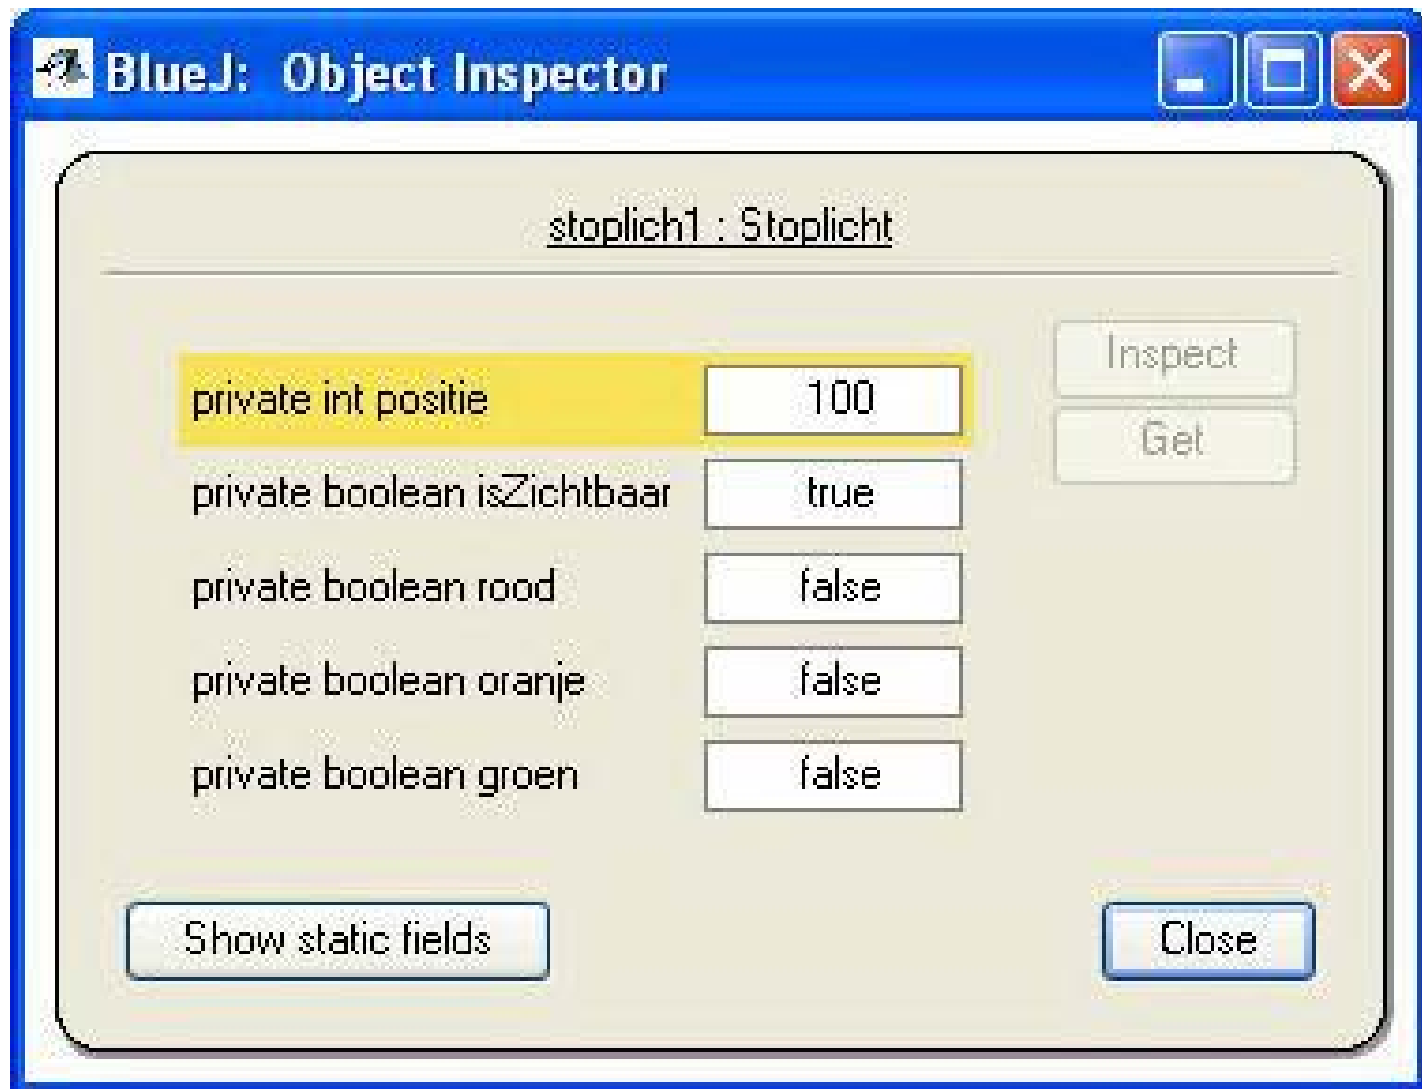 BlueJ: Object Inspector
stoplich1 : Stoplicht
private int positie 100
private boolean isZichtbaar true
private boolean rood false
private boolean oranje false
private boolean groen false
Inspect
Get
Show static fields
Close